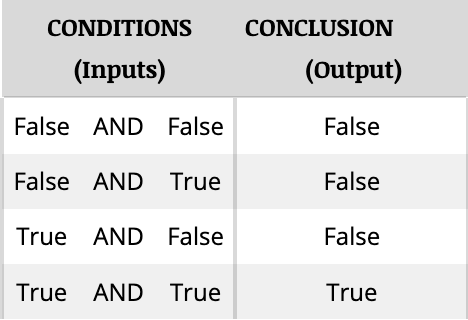 CONDITIONS CONCLUSION
(Inputs) (Output)
False AND False False
False AND True False
True AND False False
True AND True True